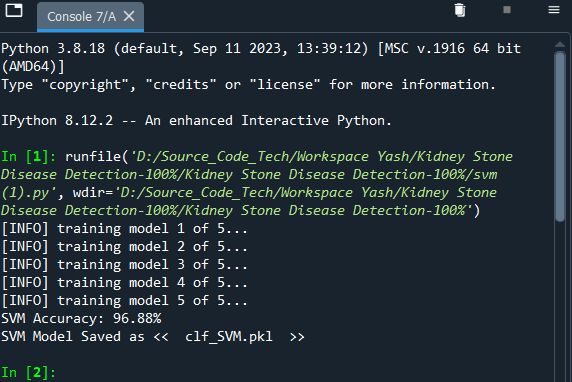 Console 7/A
Python 3.8.18 (default, Sep 11 2023, 13:39:12) [MSC v.1916 64 bit
(AMD64)]
Type "copyright", "credits" or "license" for more information.
IPython 8.12.2 -- An enhanced Interactive Python.
In [1]: runfile('D:/Source_Code_Tech/Workspace Yash/Kidney Stone
Disease Detection-100%/Kidney Stone Disease Detection-100%/svm
(1).py', wdir='D:/Source_Code_Tech/Workspace Yash/Kidney Stone
Disease Detection-100%/Kidney Stone Disease Detection-100%')
[INFO] training model 1 of 5...
[INFO] training model 2 of 5...
[INFO] training model 3 of 5...
[INFO] training model 4 of 5...
[INFO] training model 5 of 5...
SVM Accuracy: 96.88%
SVM Model Saved as <<  clf_SVM.pkl  >>
In [2]: